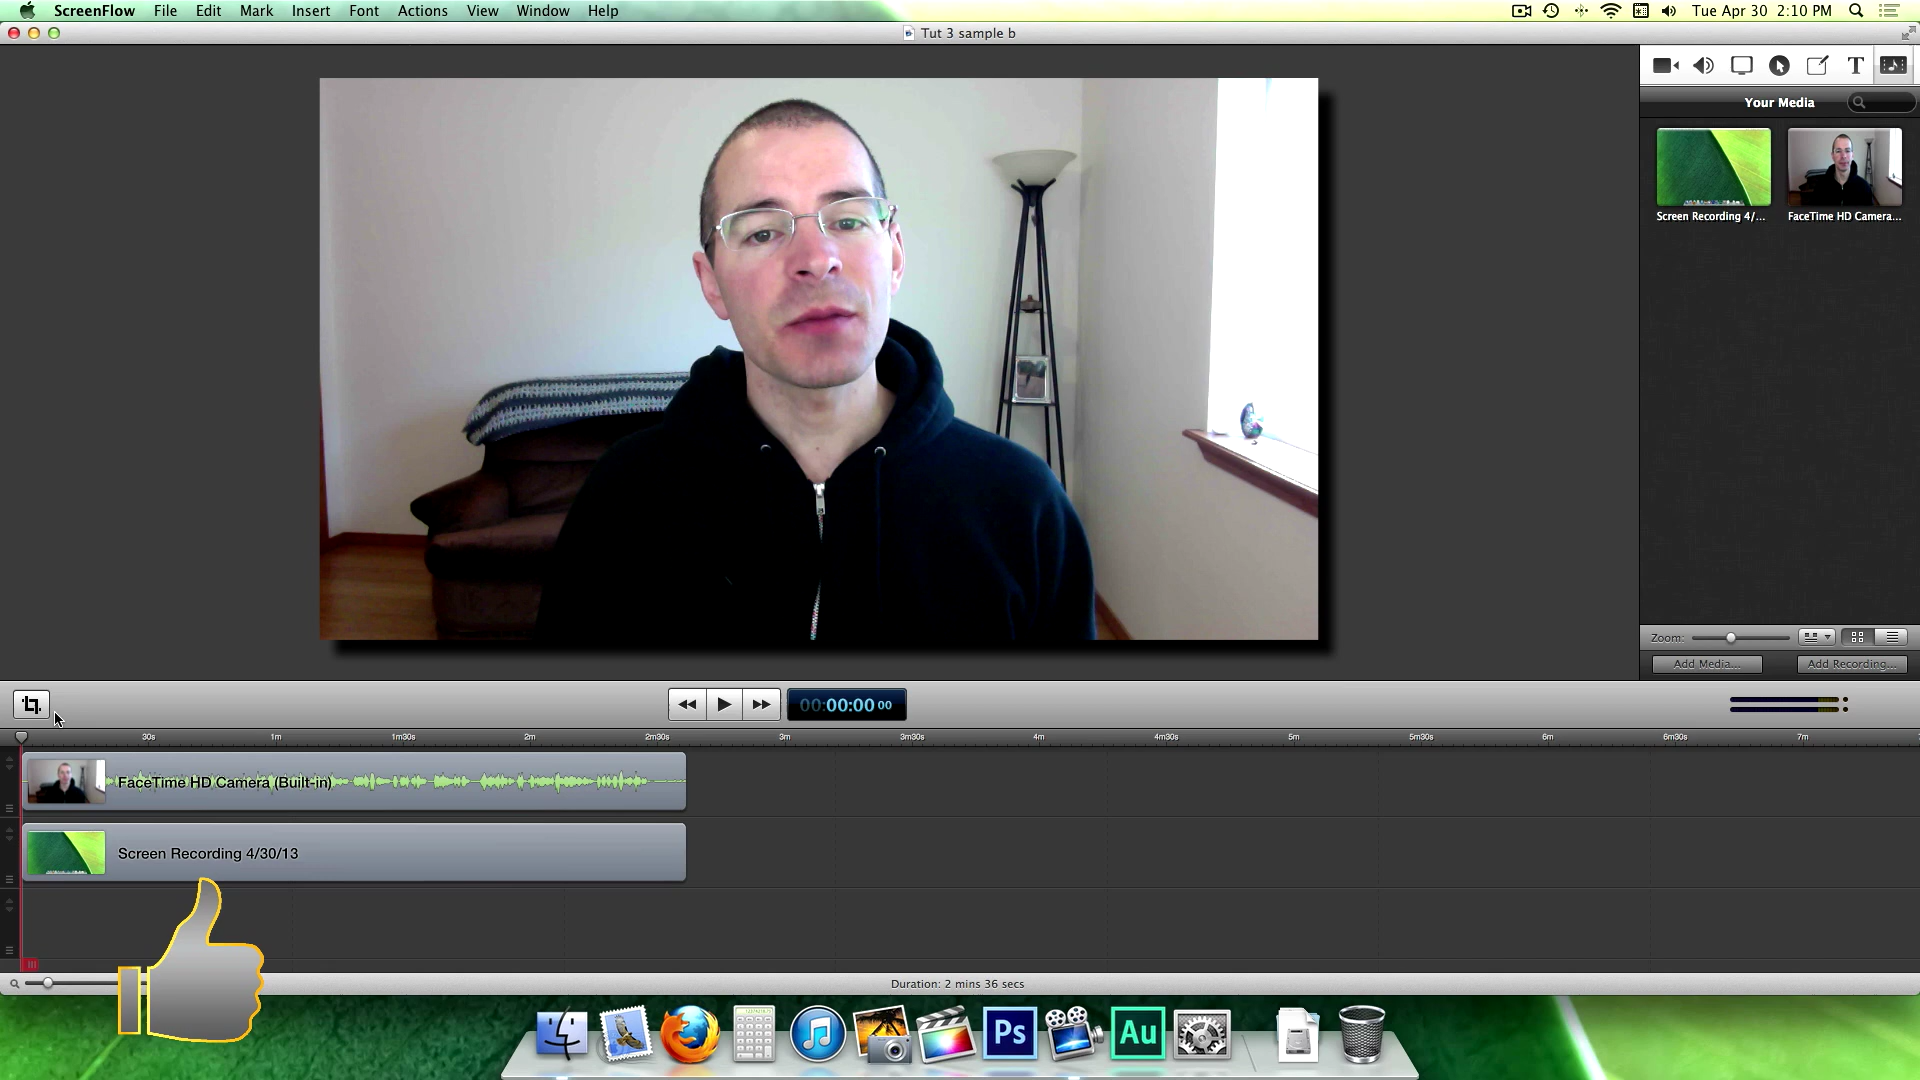 ScreenFlow File Edit Mark Insert Font Actions View Window Help Tue Apr 30 2:10 PM
Tut 3 sample b
T
Your Media
Screen Recording 4/... FaceTime HD Camera...
Zoom:
Add Media... Add Recording...
00:00:00 00
30s 1m 1m30s 2m 2m30s 3m 3m30s 4m 4m30s 5m 5m30s 6m 6m30s 7m
FaceTime HD Camera (Built-in)
Screen Recording 4/30/13
Duration: 2 mins 36 secs
Ps Au